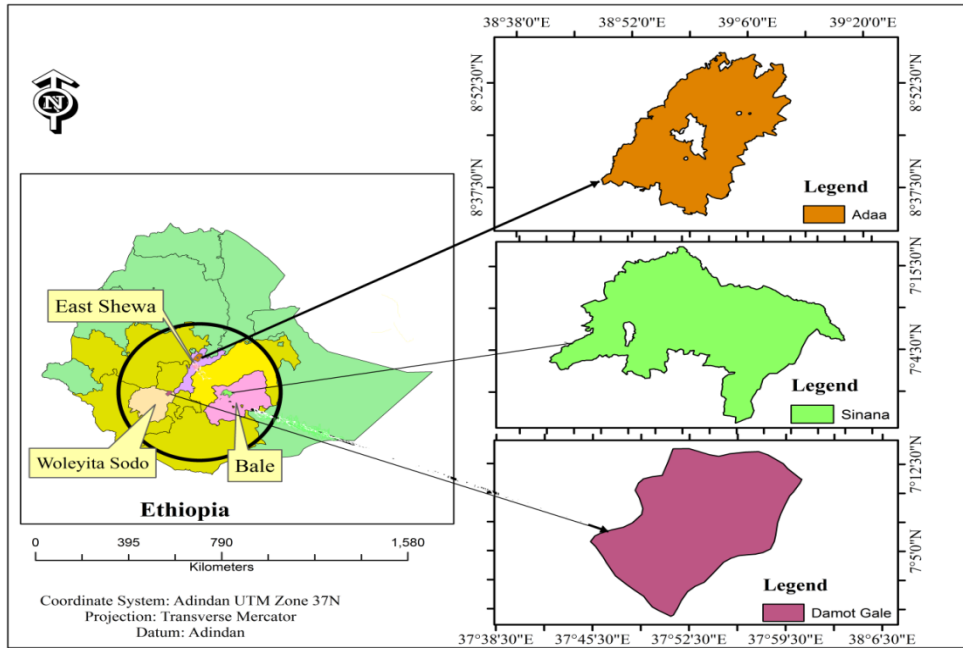 38°38'0"E 38°52'0"E 39°6'0"E 39°20'0"E
N
8°52'30"N
8°37'30"N
8°52'30"N
8°37'30"N
Legend
Adaa
East Shewa
Woleyita Sodo
Bale
Ethiopia
7°15'30"N
7°4'30"N
7°15'30"N
7°4'30"N
Legend
Sinana
7°12'30"N
7°5'0"N
7°12'30"N
7°5'0"N
Legend
Damot Gale
37°38'30"E 37°45'30"E 37°52'30"E 37°59'30"E 38°6'30"E
0 395 790 1,580
Kilometers
Coordinate System: Adindan UTM Zone 37N
Projection: Transverse Mercator
Datum: Adindan